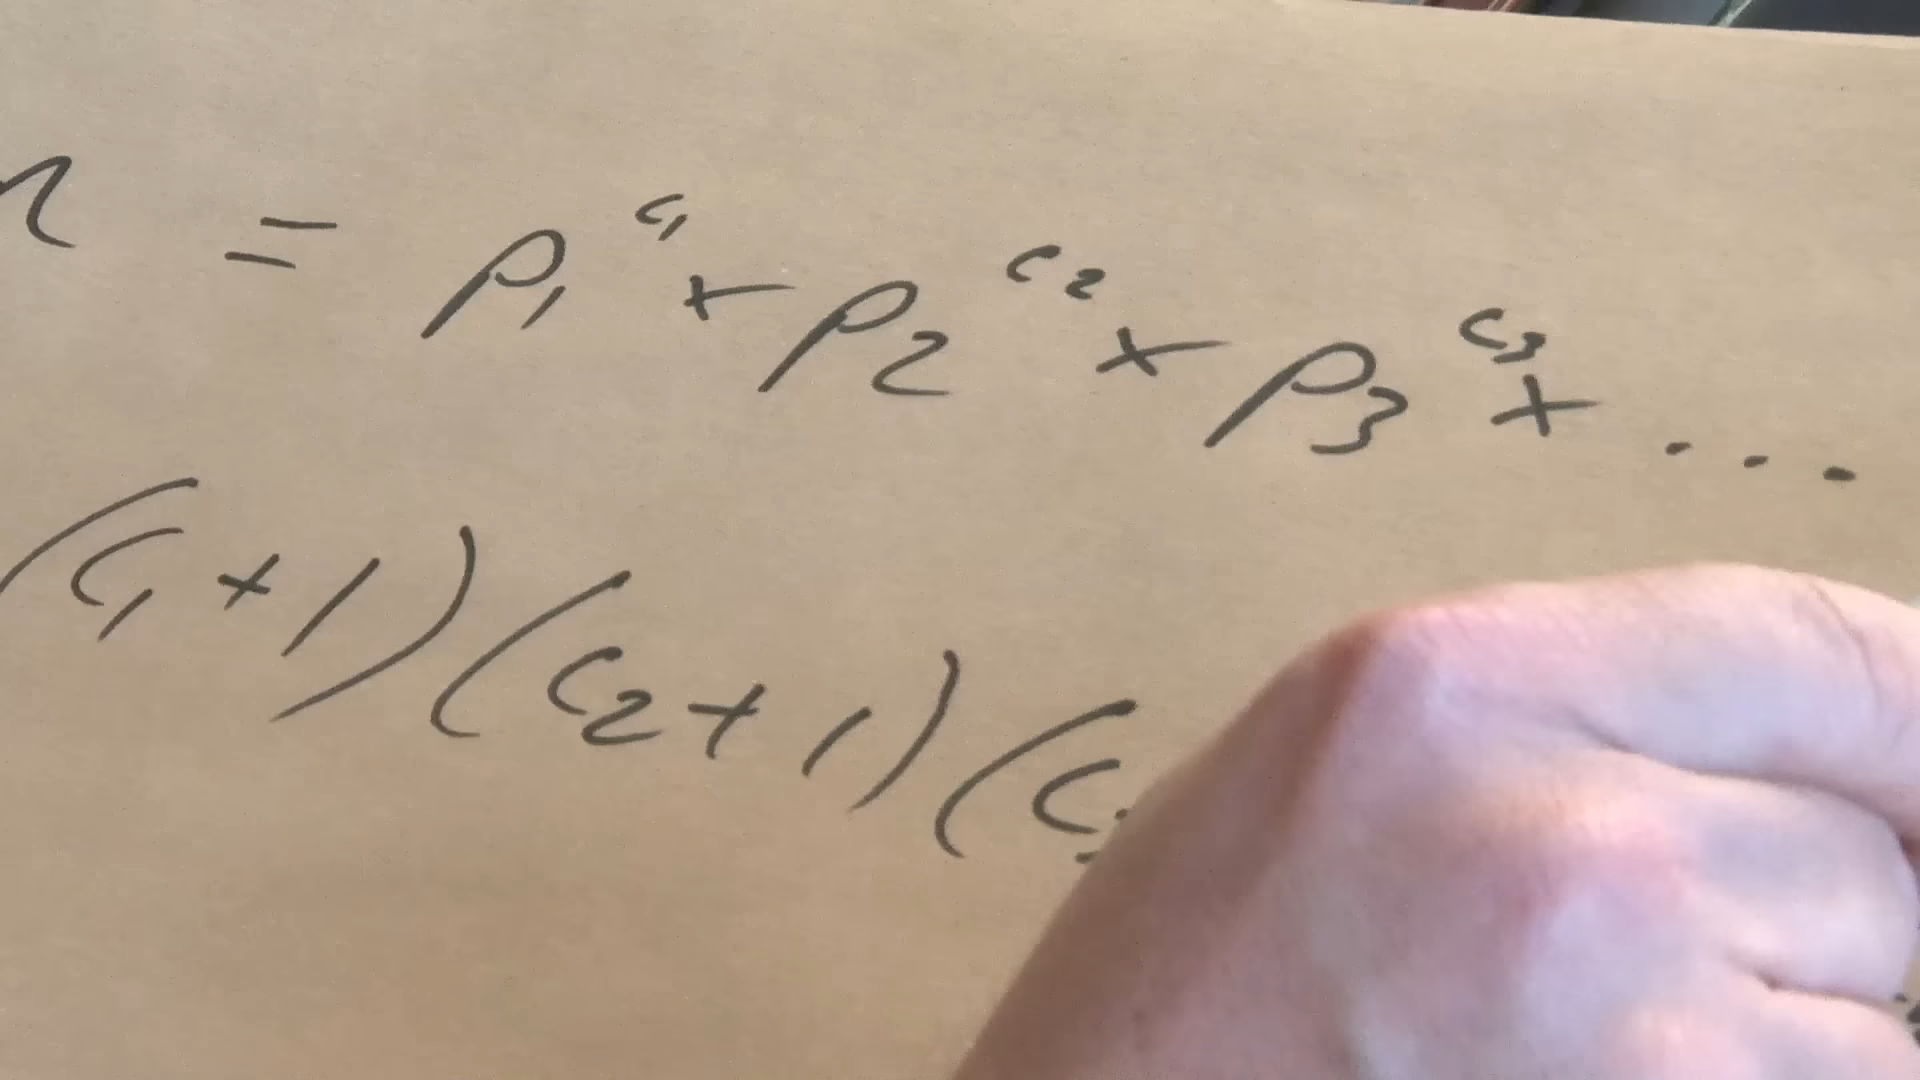 n = p₁^c₁ × p₂^c₂ × p₃^c₃ × ...
(c₁ + 1)(c₂ + 1)(c